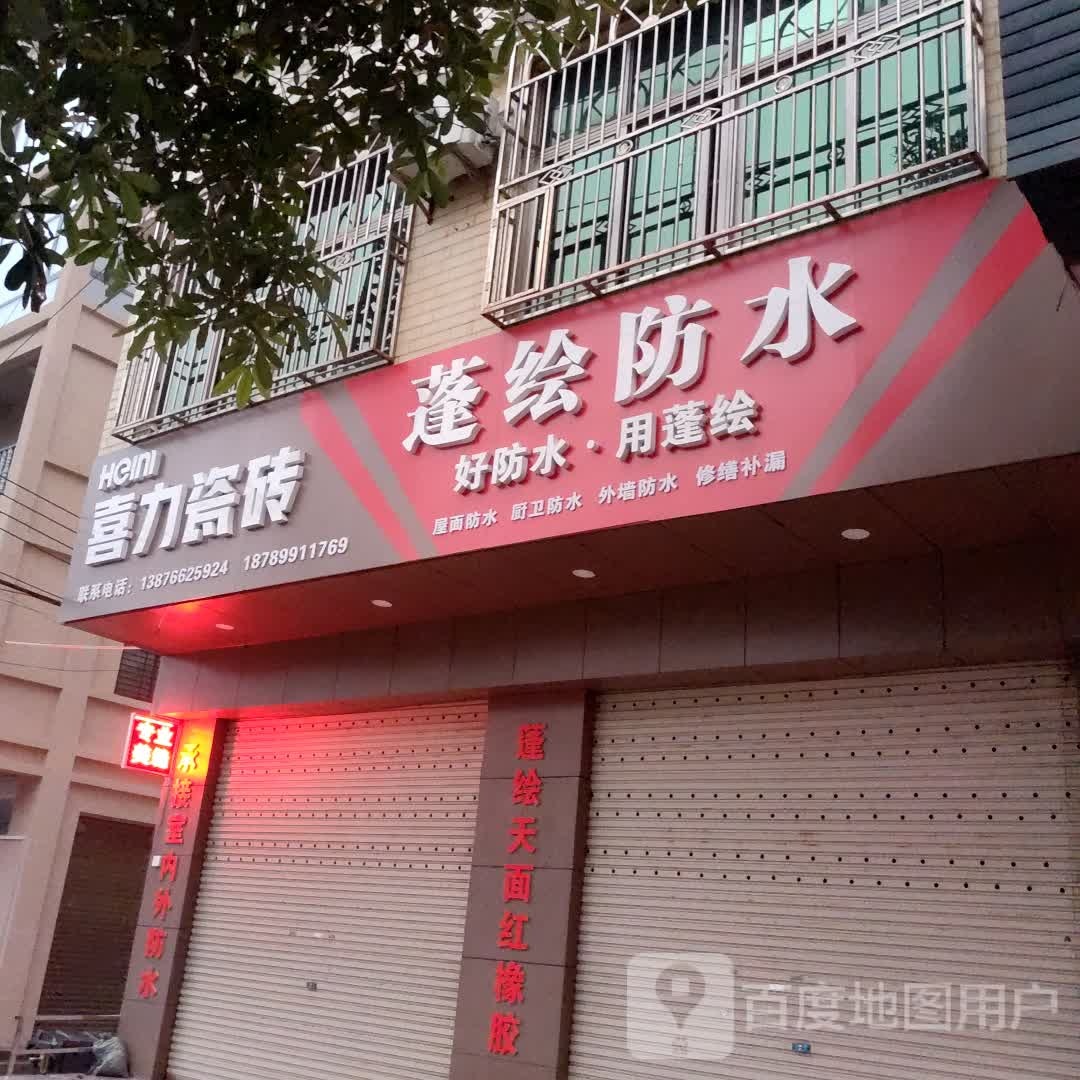 Heini
喜力瓷砖
联系电话：13876625924 18789911769
蓬绘防水
好防水·用蓬绘
屋面防水 厨卫防水 外墙防水 修缮补漏
专业
承接室内外防水
蓬绘天面红橡胶
百度地图用户